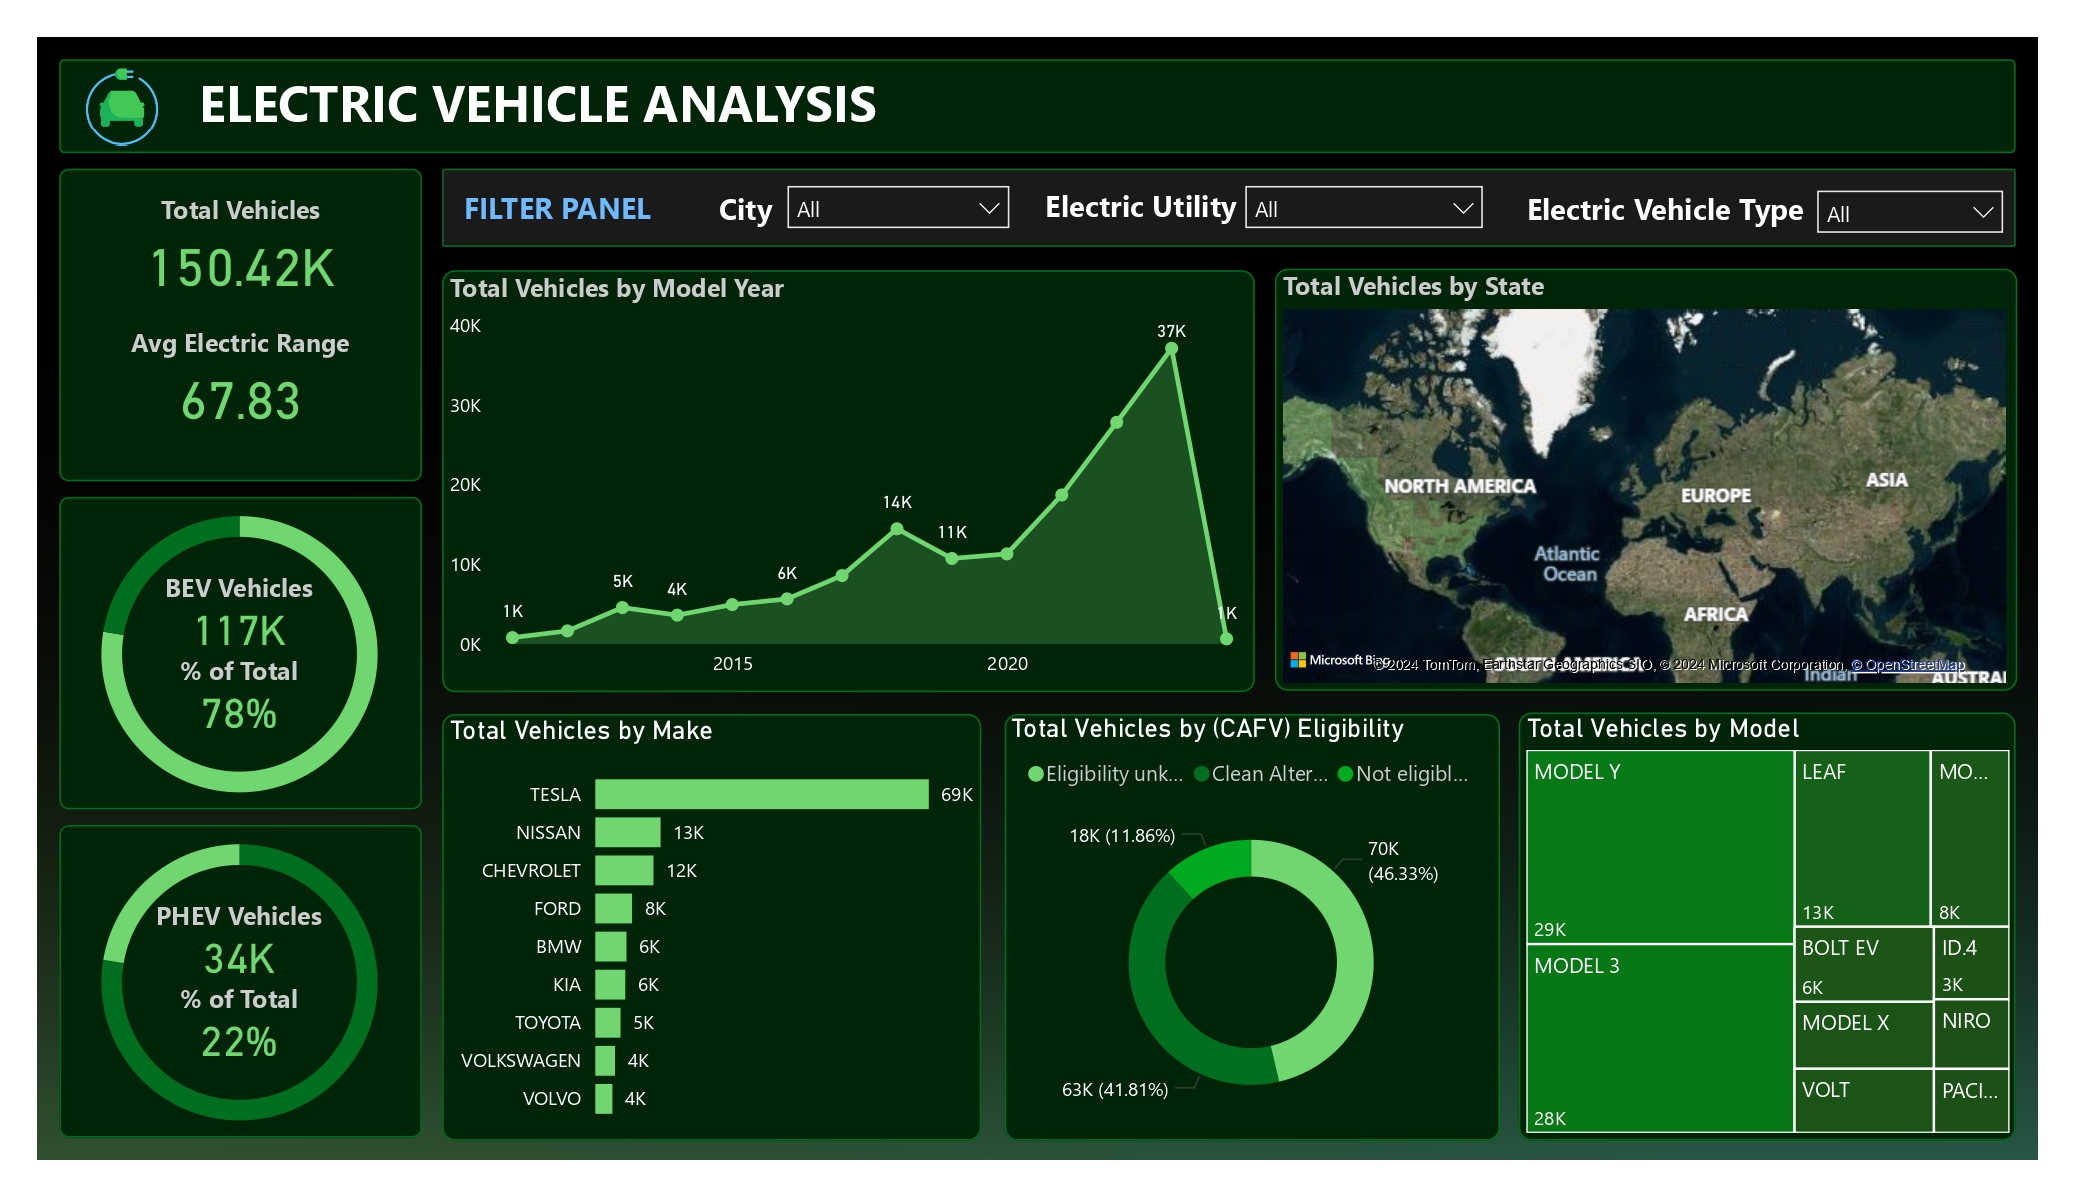 ELECTRIC VEHICLE ANALYSIS
Total Vehicles
150.42K
Avg Electric Range
67.83
BEV Vehicles
117K
% of Total
78%
PHEV Vehicles
34K
% of Total
22%
FILTER PANEL
City
All
Electric Utility
All
Electric Vehicle Type
All
Total Vehicles by Model Year
40K
30K
20K
10K
0K
1K
5K
4K
6K
14K
11K
37K
1K
2015
2020
Total Vehicles by State
NORTH AMERICA
EUROPE
ASIA
Atlantic
Ocean
AFRICA
SOUTH AMERICA
Indian
AUSTRAL
Microsoft Bing
© 2024 TomTom, Earthstar Geographics SIO, © 2024 Microsoft Corporation, © OpenStreetMap
Total Vehicles by Make
TESLA 69K
NISSAN 13K
CHEVROLET 12K
FORD 8K
BMW 6K
KIA 6K
TOYOTA 5K
VOLKSWAGEN 4K
VOLVO 4K
Total Vehicles by (CAFV) Eligibility
Eligibility unk... Clean Alter... Not eligibl...
18K (11.86%)
70K
(46.33%)
63K (41.81%)
Total Vehicles by Model
MODEL Y
29K
MODEL 3
28K
LEAF
13K
MO...
8K
BOLT EV
6K
ID.4
3K
MODEL X
NIRO
VOLT
PACI...